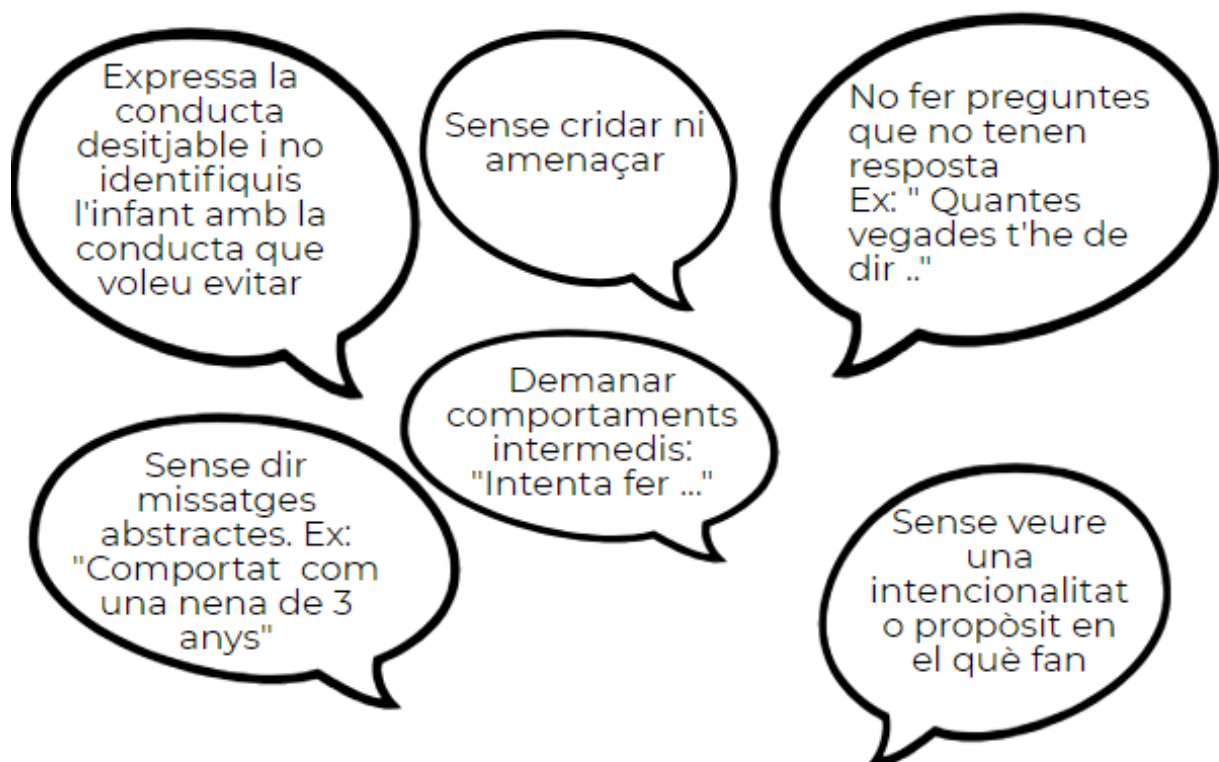 Expressa la
conducta
desitjable i no
identifiquis
l'infant amb la
conducta que
voleu evitar
Sense cridar ni
amenaçar
No fer preguntes
que no tenen
resposta
Ex: " Quantes
vegades t'he de
dir .."
Demanar
comportaments
intermedis:
"Intenta fer ..."
Sense dir
missatges
abstractes. Ex:
"Comportat com
una nena de 3
anys"
Sense veure
una
intencionalitat
o propòsit en
el què fan